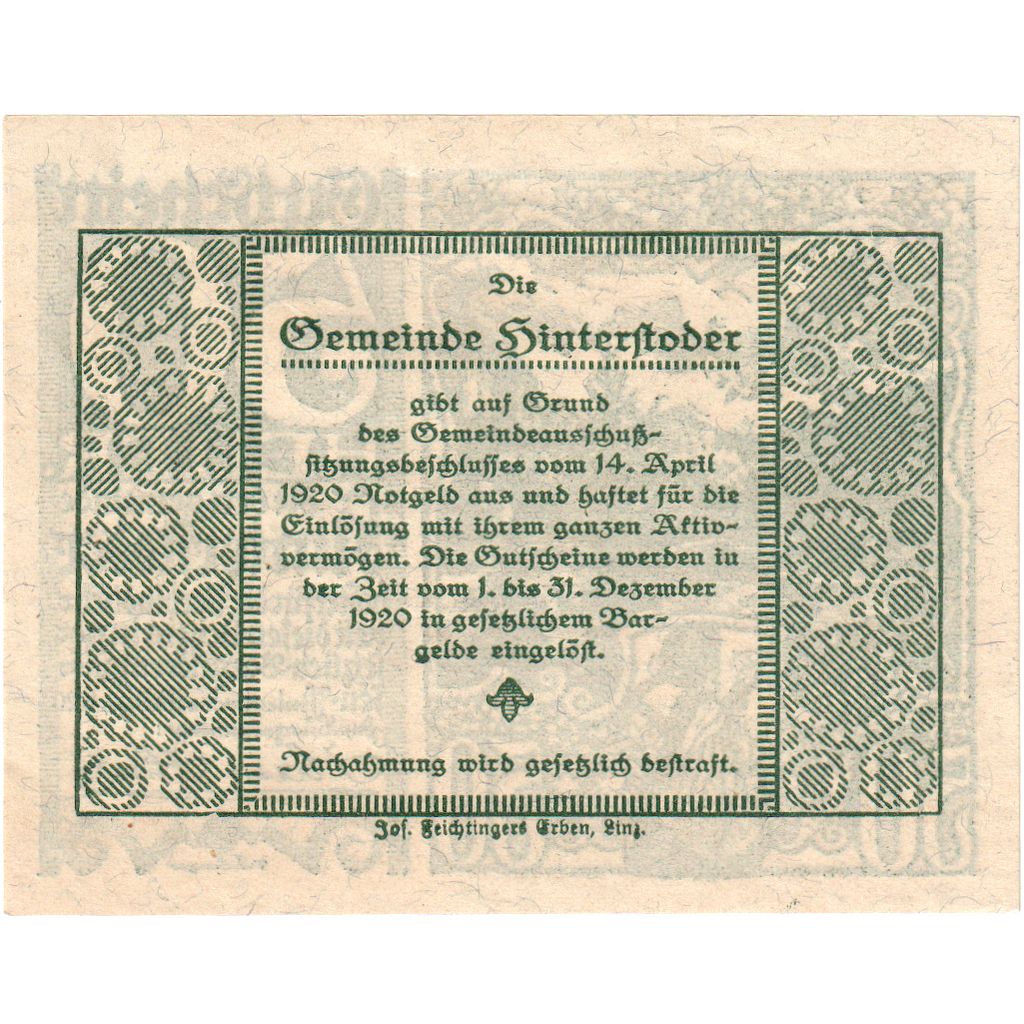 Die
Gemeinde Hinterstoder
gibt auf Grund
des Gemeindeausschuß-
sitzungsbeschlusses vom 14. April
1920 Notgeld aus und haftet für die
Einlösung mit ihrem ganzen Aktiv-
vermögen. Die Gutscheine werden in
der Zeit vom 1. bis 31. Dezember
1920 in gesetzlichem Bar-
gelde eingelöst.
Nachahmung wird gesetzlich bestraft.
Jos. Feichtingers Erben, Linz.